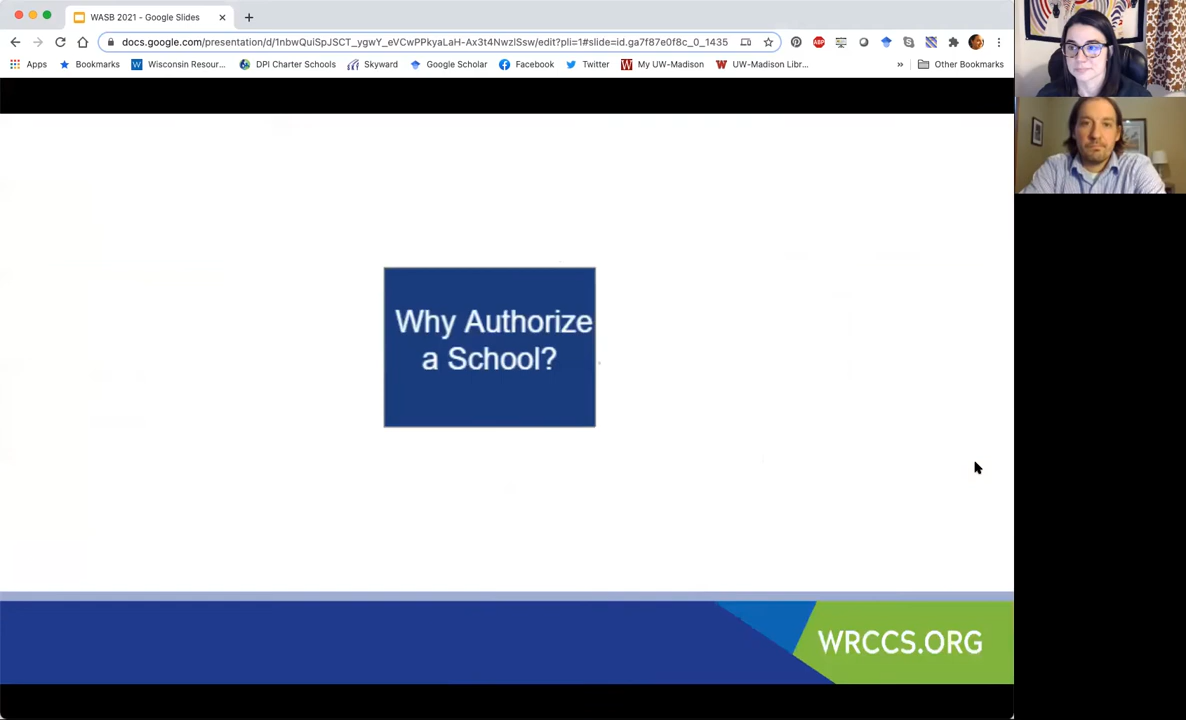 WASB 2021 - Google Slides
docs.google.com/presentation/d/1nbwQuiSpJSCT_ygwY_eVCwPPkyaLaH-Ax3t4NwziSsw/edit?pli=1#slide=id.ga7f87e0f8c_0_1435
Apps
Bookmarks
Wisconsin Resour...
DPI Charter Schools
Skyward
Google Scholar
Facebook
Twitter
My UW-Madison
UW-Madison Libr...
Other Bookmarks
Why Authorize
a School?
WRCCS.ORG